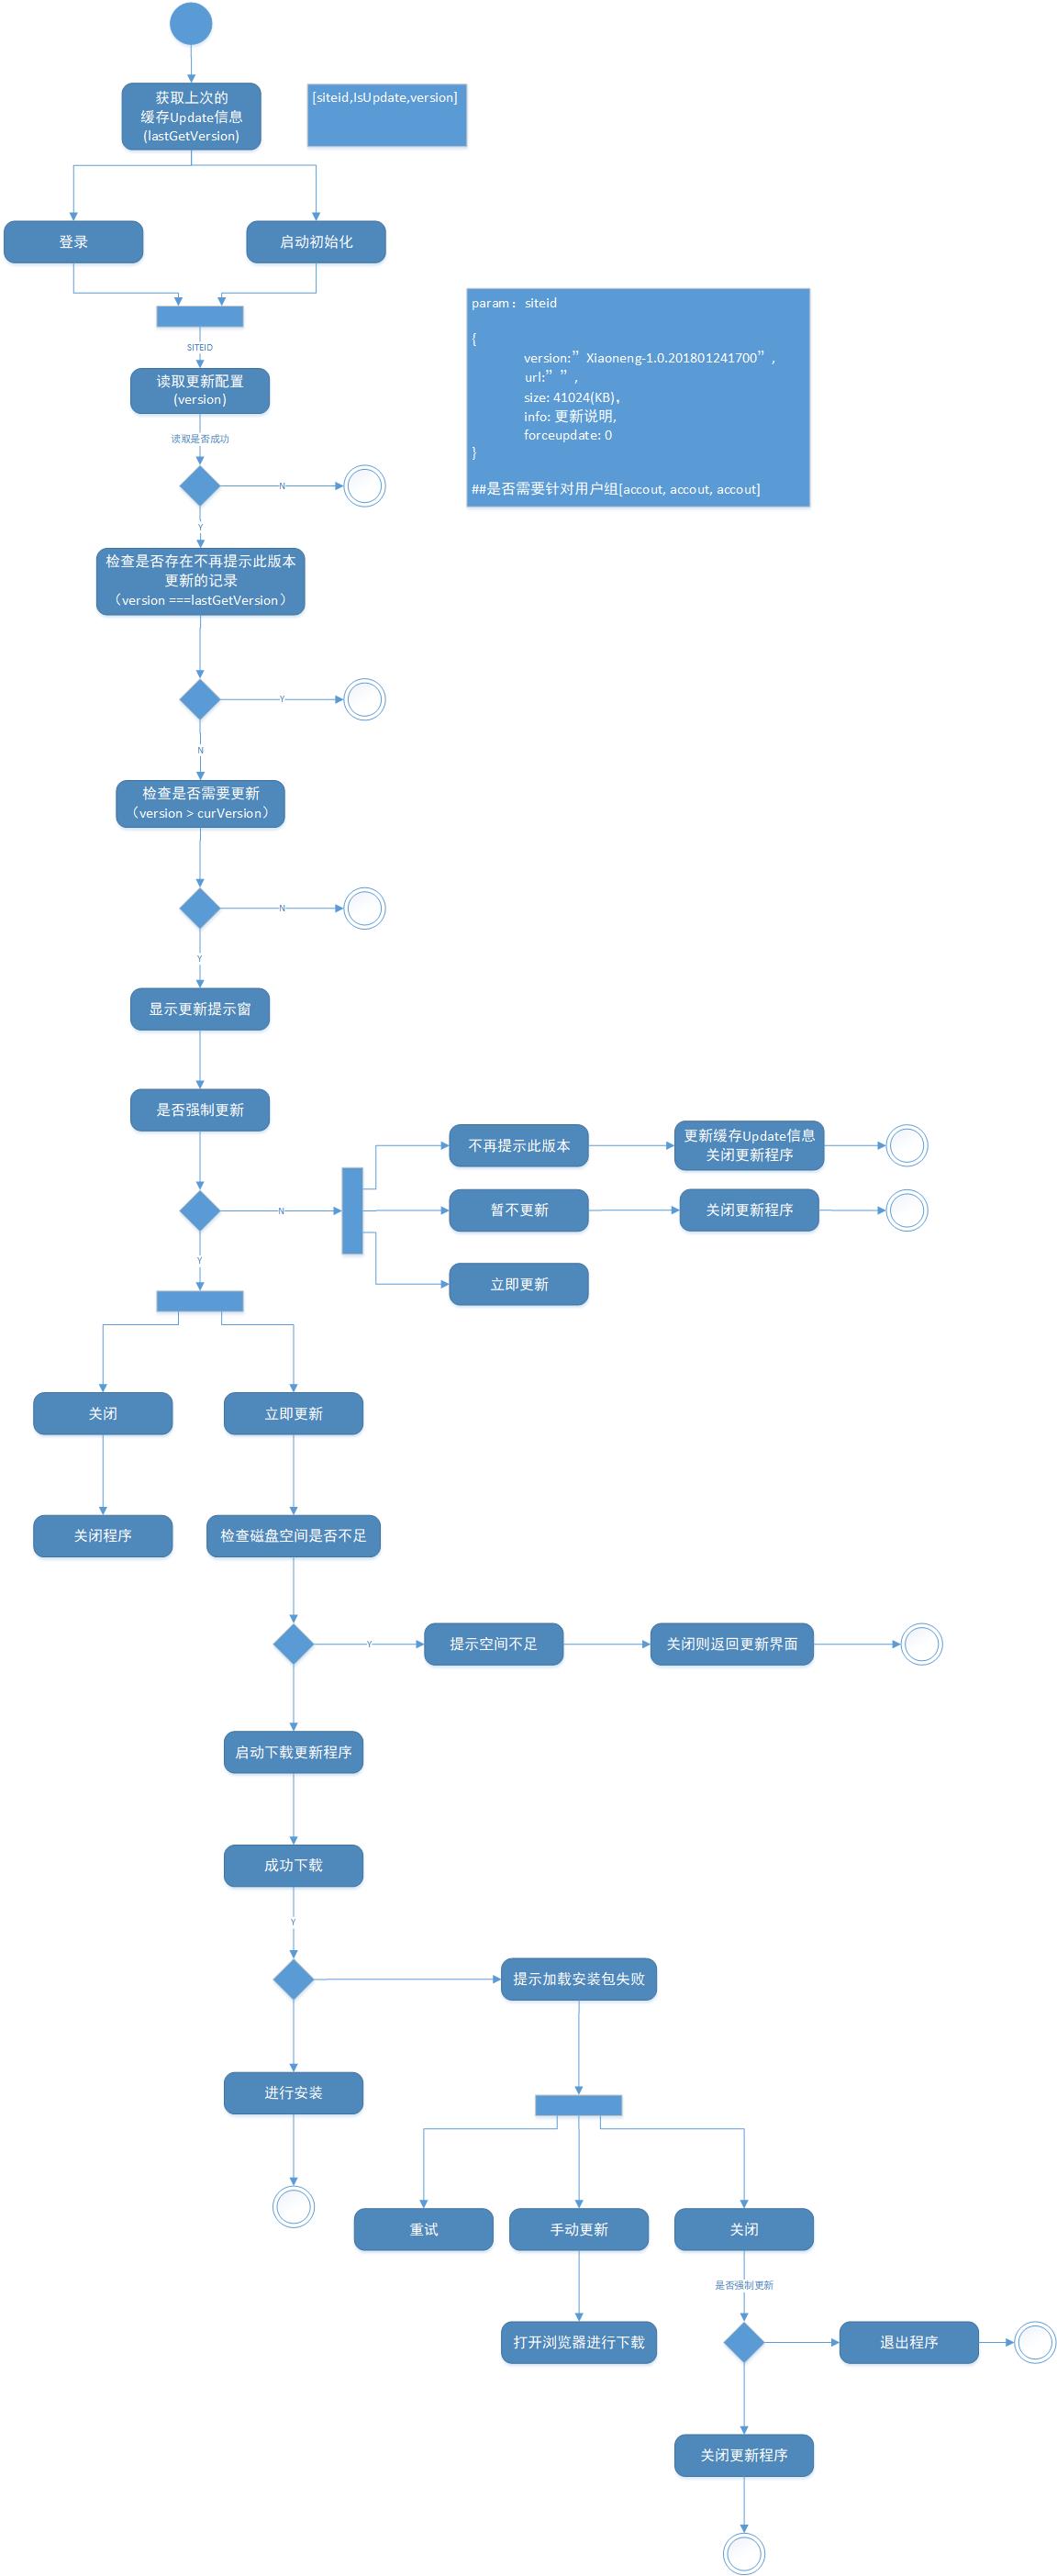 获取上次的
缓存Update信息
(lastGetVersion)
[siteid,IsUpdate,version]
登录
启动初始化
param：siteid
{
version:”Xiaoneng-1.0.201801241700”,
url:””,
size: 41024(KB),
info: 更新说明,
forceupdate: 0
}
##是否需要针对用户组[accout, accout, accout]
SITEID
读取更新配置
(version)
读取是否成功
N
Y
检查是否存在不再提示此版本
更新的记录
（version ===lastGetVersion）
Y
N
检查是否需要更新
（version > curVersion）
N
Y
显示更新提示窗
是否强制更新
不再提示此版本
更新缓存Update信息
关闭更新程序
N
暂不更新
关闭更新程序
Y
立即更新
关闭
立即更新
关闭程序
检查磁盘空间是否不足
Y
提示空间不足
关闭则返回更新界面
启动下载更新程序
成功下载
Y
提示加载安装包失败
进行安装
重试
手动更新
关闭
是否强制更新
打开浏览器进行下载
退出程序
关闭更新程序